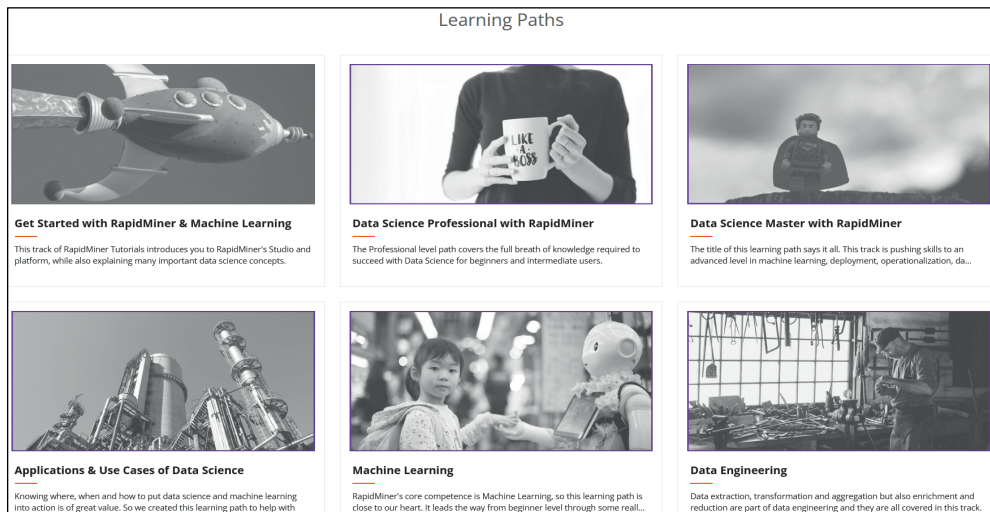 Learning Paths
LIKE
A
BOSS
Get Started with RapidMiner & Machine Learning
This track of RapidMiner Tutorials introduces you to RapidMiner's Studio and
platform, while also explaining many important data science concepts.
Data Science Professional with RapidMiner
The Professional level path covers the full breath of knowledge required to
succeed with Data Science for beginners and intermediate users.
Data Science Master with RapidMiner
The title of this learning path says it all. This track is pushing skills to an
advanced level in machine learning, deployment, operationalization, da...
Applications & Use Cases of Data Science
Knowing where, when and how to put data science and machine learning
into action is of great value. So we created this learning path to help with
Machine Learning
RapidMiner's core competence is Machine Learning, so this learning path is
close to our heart. It leads the way from beginner level through some reall...
Data Engineering
Data extraction, transformation and aggregation but also enrichment and
reduction are part of data engineering and they are all covered in this track.